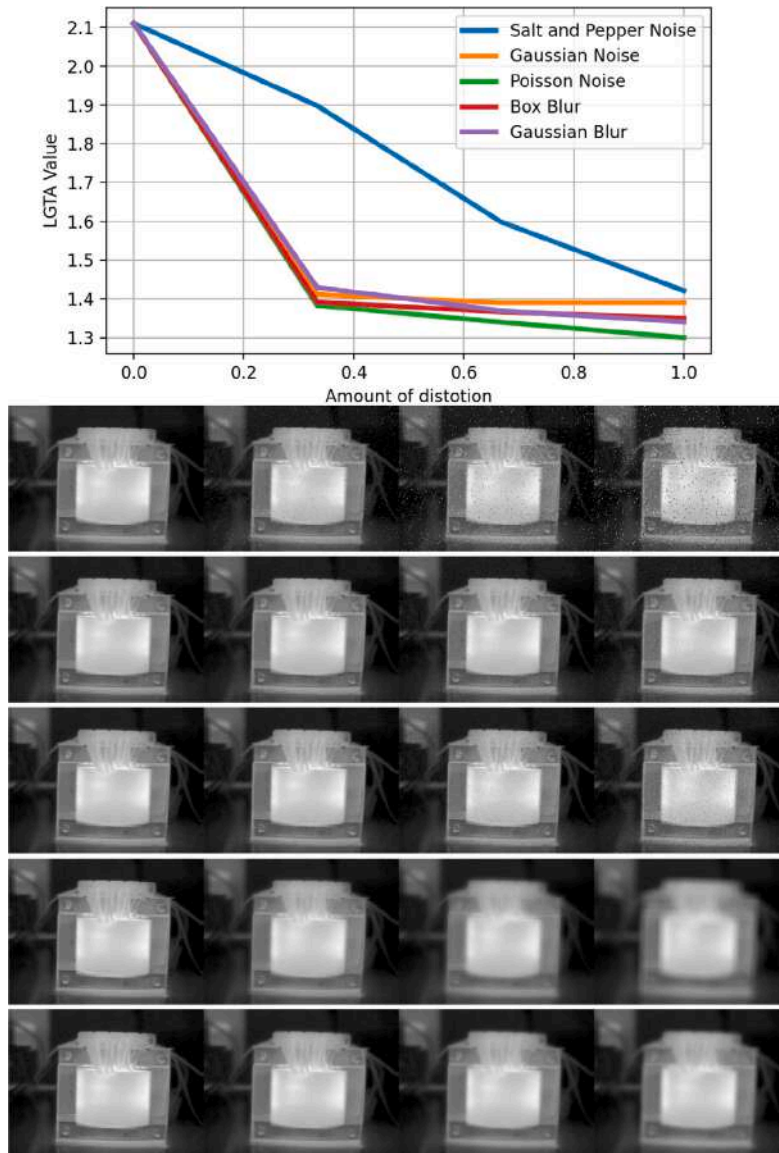 2.1
2.0
1.9
1.8
1.7
1.6
1.5
1.4
1.3
LGTA Value
Salt and Pepper Noise
Gaussian Noise
Poisson Noise
Box Blur
Gaussian Blur
0.0 0.2 0.4 0.6 0.8 1.0
Amount of distotion